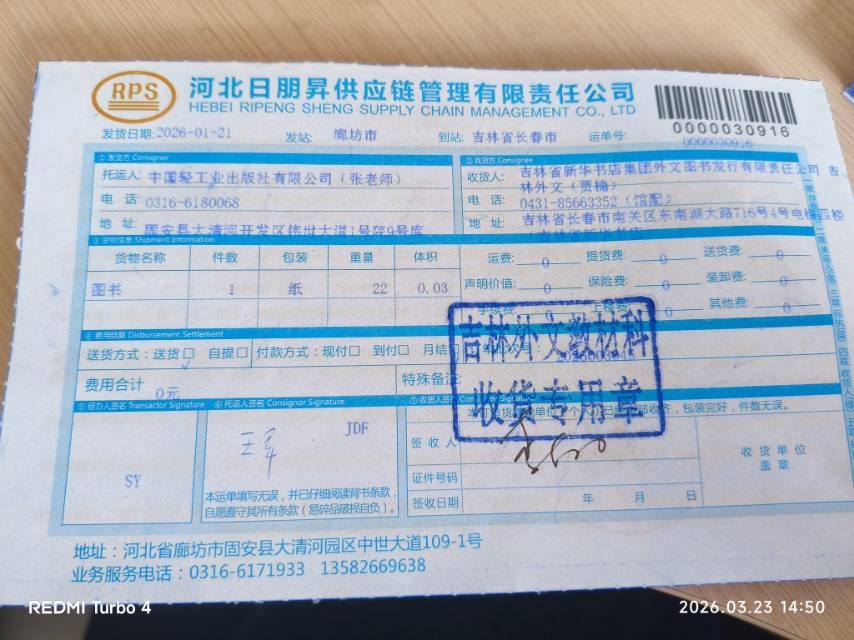 RPS
河北日朋昇供应链管理有限责任公司
HEBEI RIPENG SHENG SUPPLY CHAIN MANAGEMENT CO., LTD
0000030916
发货日期:2026-01-21 发站: 廊坊市 到站: 吉林省长春市 运单号: 0000030916
①发货方 Consignor ②收货方 Consignee
托运人: 中国轻工业出版社有限公司（张老师）
电 话: 0316-6180068
地 址: 固安县大清河开发区伟世大道1号院9号库
收货人: 吉林省新华书店集团外文图书发行有限责任公司 吉
林外文（贾楠）
电 话: 0431-85663352（馆配）
地 址: 吉林省长春市南关区东南湖大路716号4号电梯四楼
③货物信息 Shipment Information
货物名称 件数 包装 重量 体积
图书 1 纸 22 0.03
运费: 0 提货费: 0 送货费: 0
声明价值: 0 保险费: 0 装卸费: 0
手续费: 上楼费: 其他费: 0
④费用结算 Disbursement Settlement
送货方式: 送货□ 自提□ 付款方式: 现付□ 到付□ 月结
费用合计 0元 特殊备注:
吉林外文教材科
收货专用章
⑤经办人签名 Transactor Signature ⑥托运人签名 Consignor Signature ⑦收货人签名 Consignee Signature
SY
王军 JDF
本运单填写无误，并已仔细阅读背书条款，
自愿遵守其所有条款（易碎品破损自负）。
包装完好，件数无误。
签收人
证件号码
签收日期 年 月 日
收货单位
盖章
地址：河北省廊坊市固安县大清河园区中世大道109-1号
业务服务电话：0316-6171933 13582669638
REDMI Turbo 4
2026.03.23 14:50